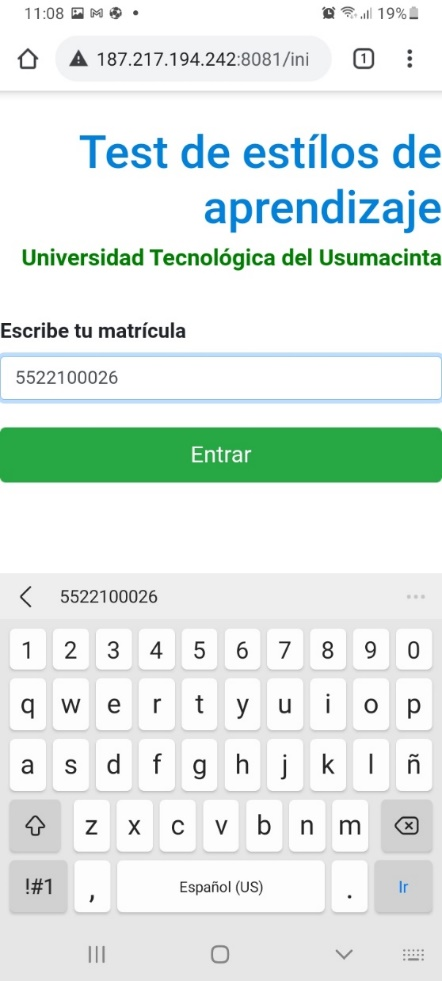 11:08 19%
187.217.194.242:8081/ini 1
Test de estílos de
aprendizaje
Universidad Tecnológica del Usumacinta
Escribe tu matrícula
5522100026
Entrar
5522100026
1 2 3 4 5 6 7 8 9 0
q w e r t y u i o p
a s d f g h j k l ñ
z x c v b n m
!#1 , Español (US) . Ir